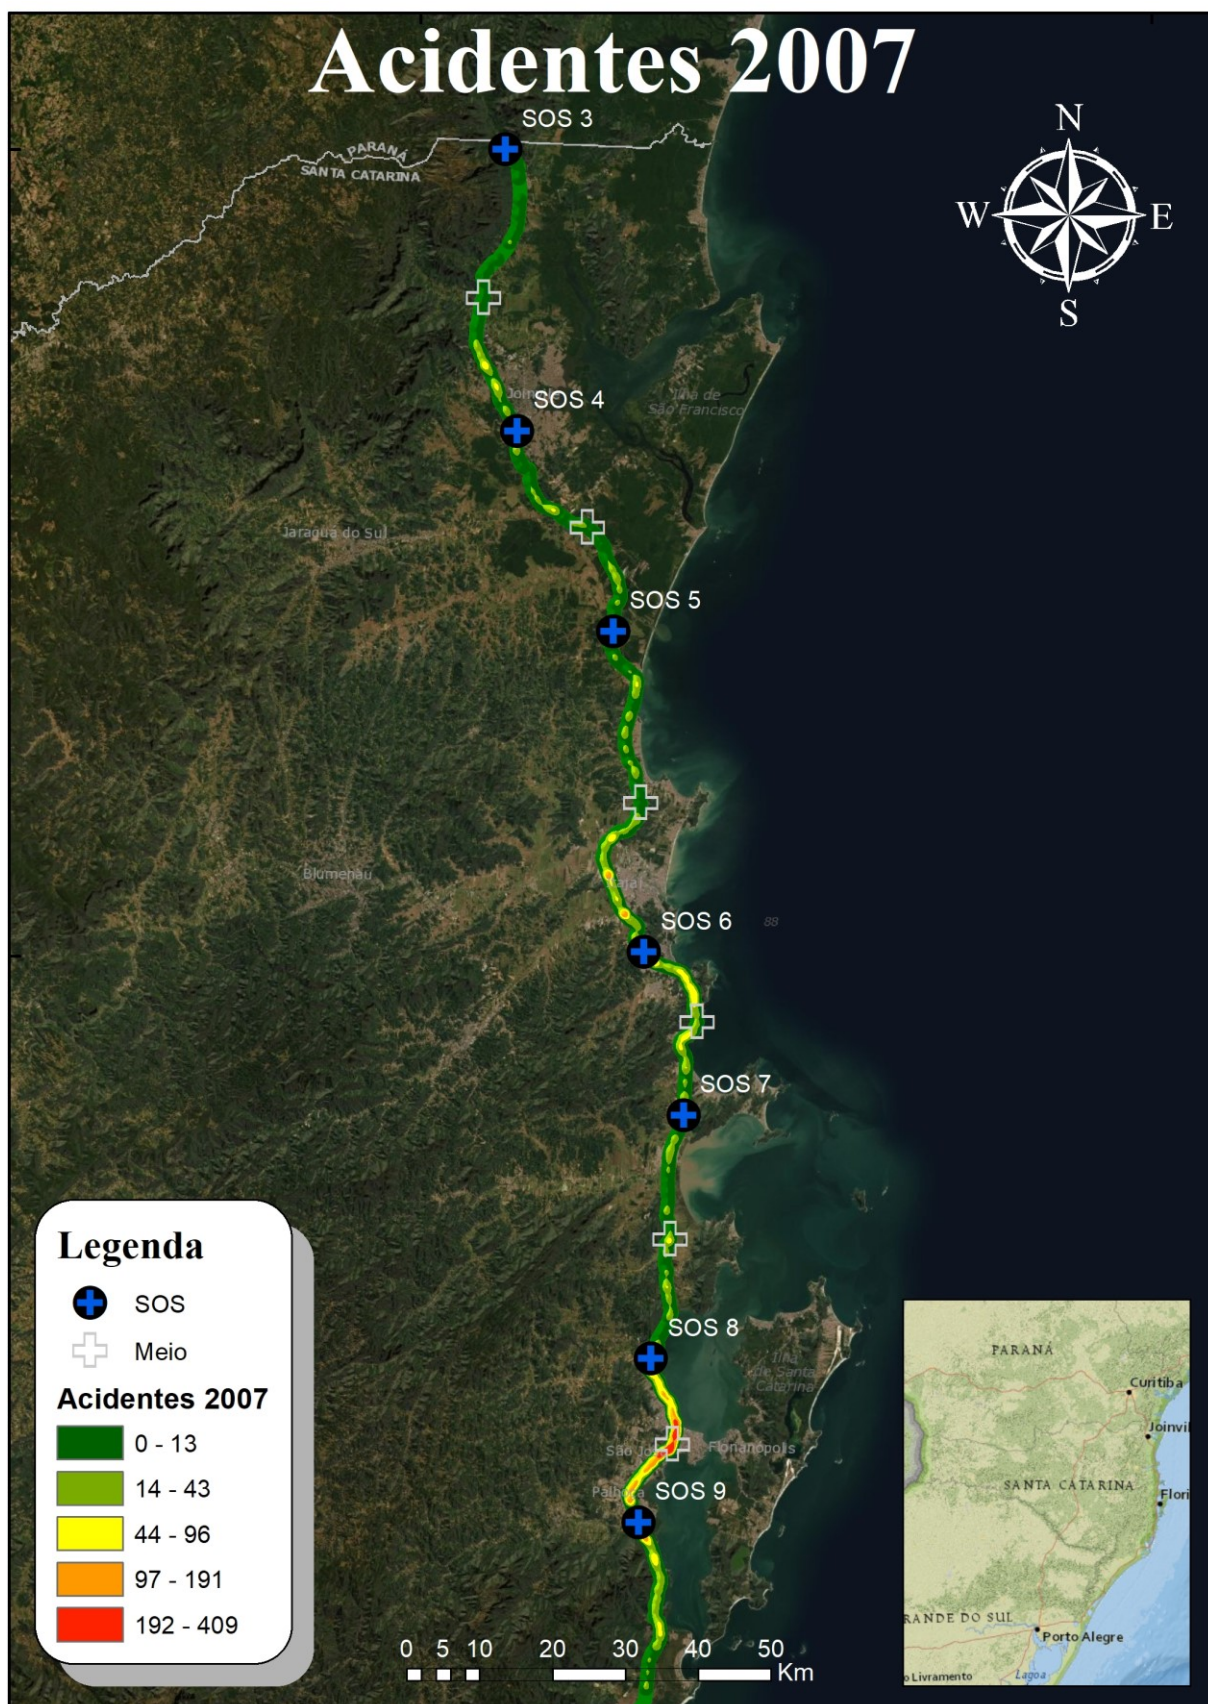 Acidentes 2007
SOS 3
PARANÁ
SANTA CATARINA
N
W
E
S
SOS 4
Ilha de
São Francisco
Jaraguá do Sul
SOS 5
Blumenau
SOS 6
88
SOS 7
SOS 8
Ilha
de Santa
Catarina
Florianópolis
SOS 9
Legenda
SOS
Meio
Acidentes 2007
0 - 13
14 - 43
44 - 96
97 - 191
192 - 409
0 5 10 20 30 40 50
Km
PARANÁ
Curitiba
Joinvil
SANTA CATARINA
Flori
RANDE DO SUL
Porto Alegre
o Livramento
Lagoa